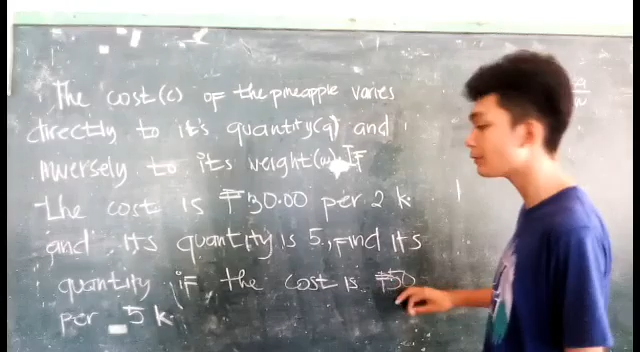 The cost(c) of the pineapple varies
directly to it's quantity(q) and
inversely to its weight(w). If
the cost is ₱30.00 per 2 k
and its quantity is 5, find its
quantity if the cost is ₱50
per 5 k